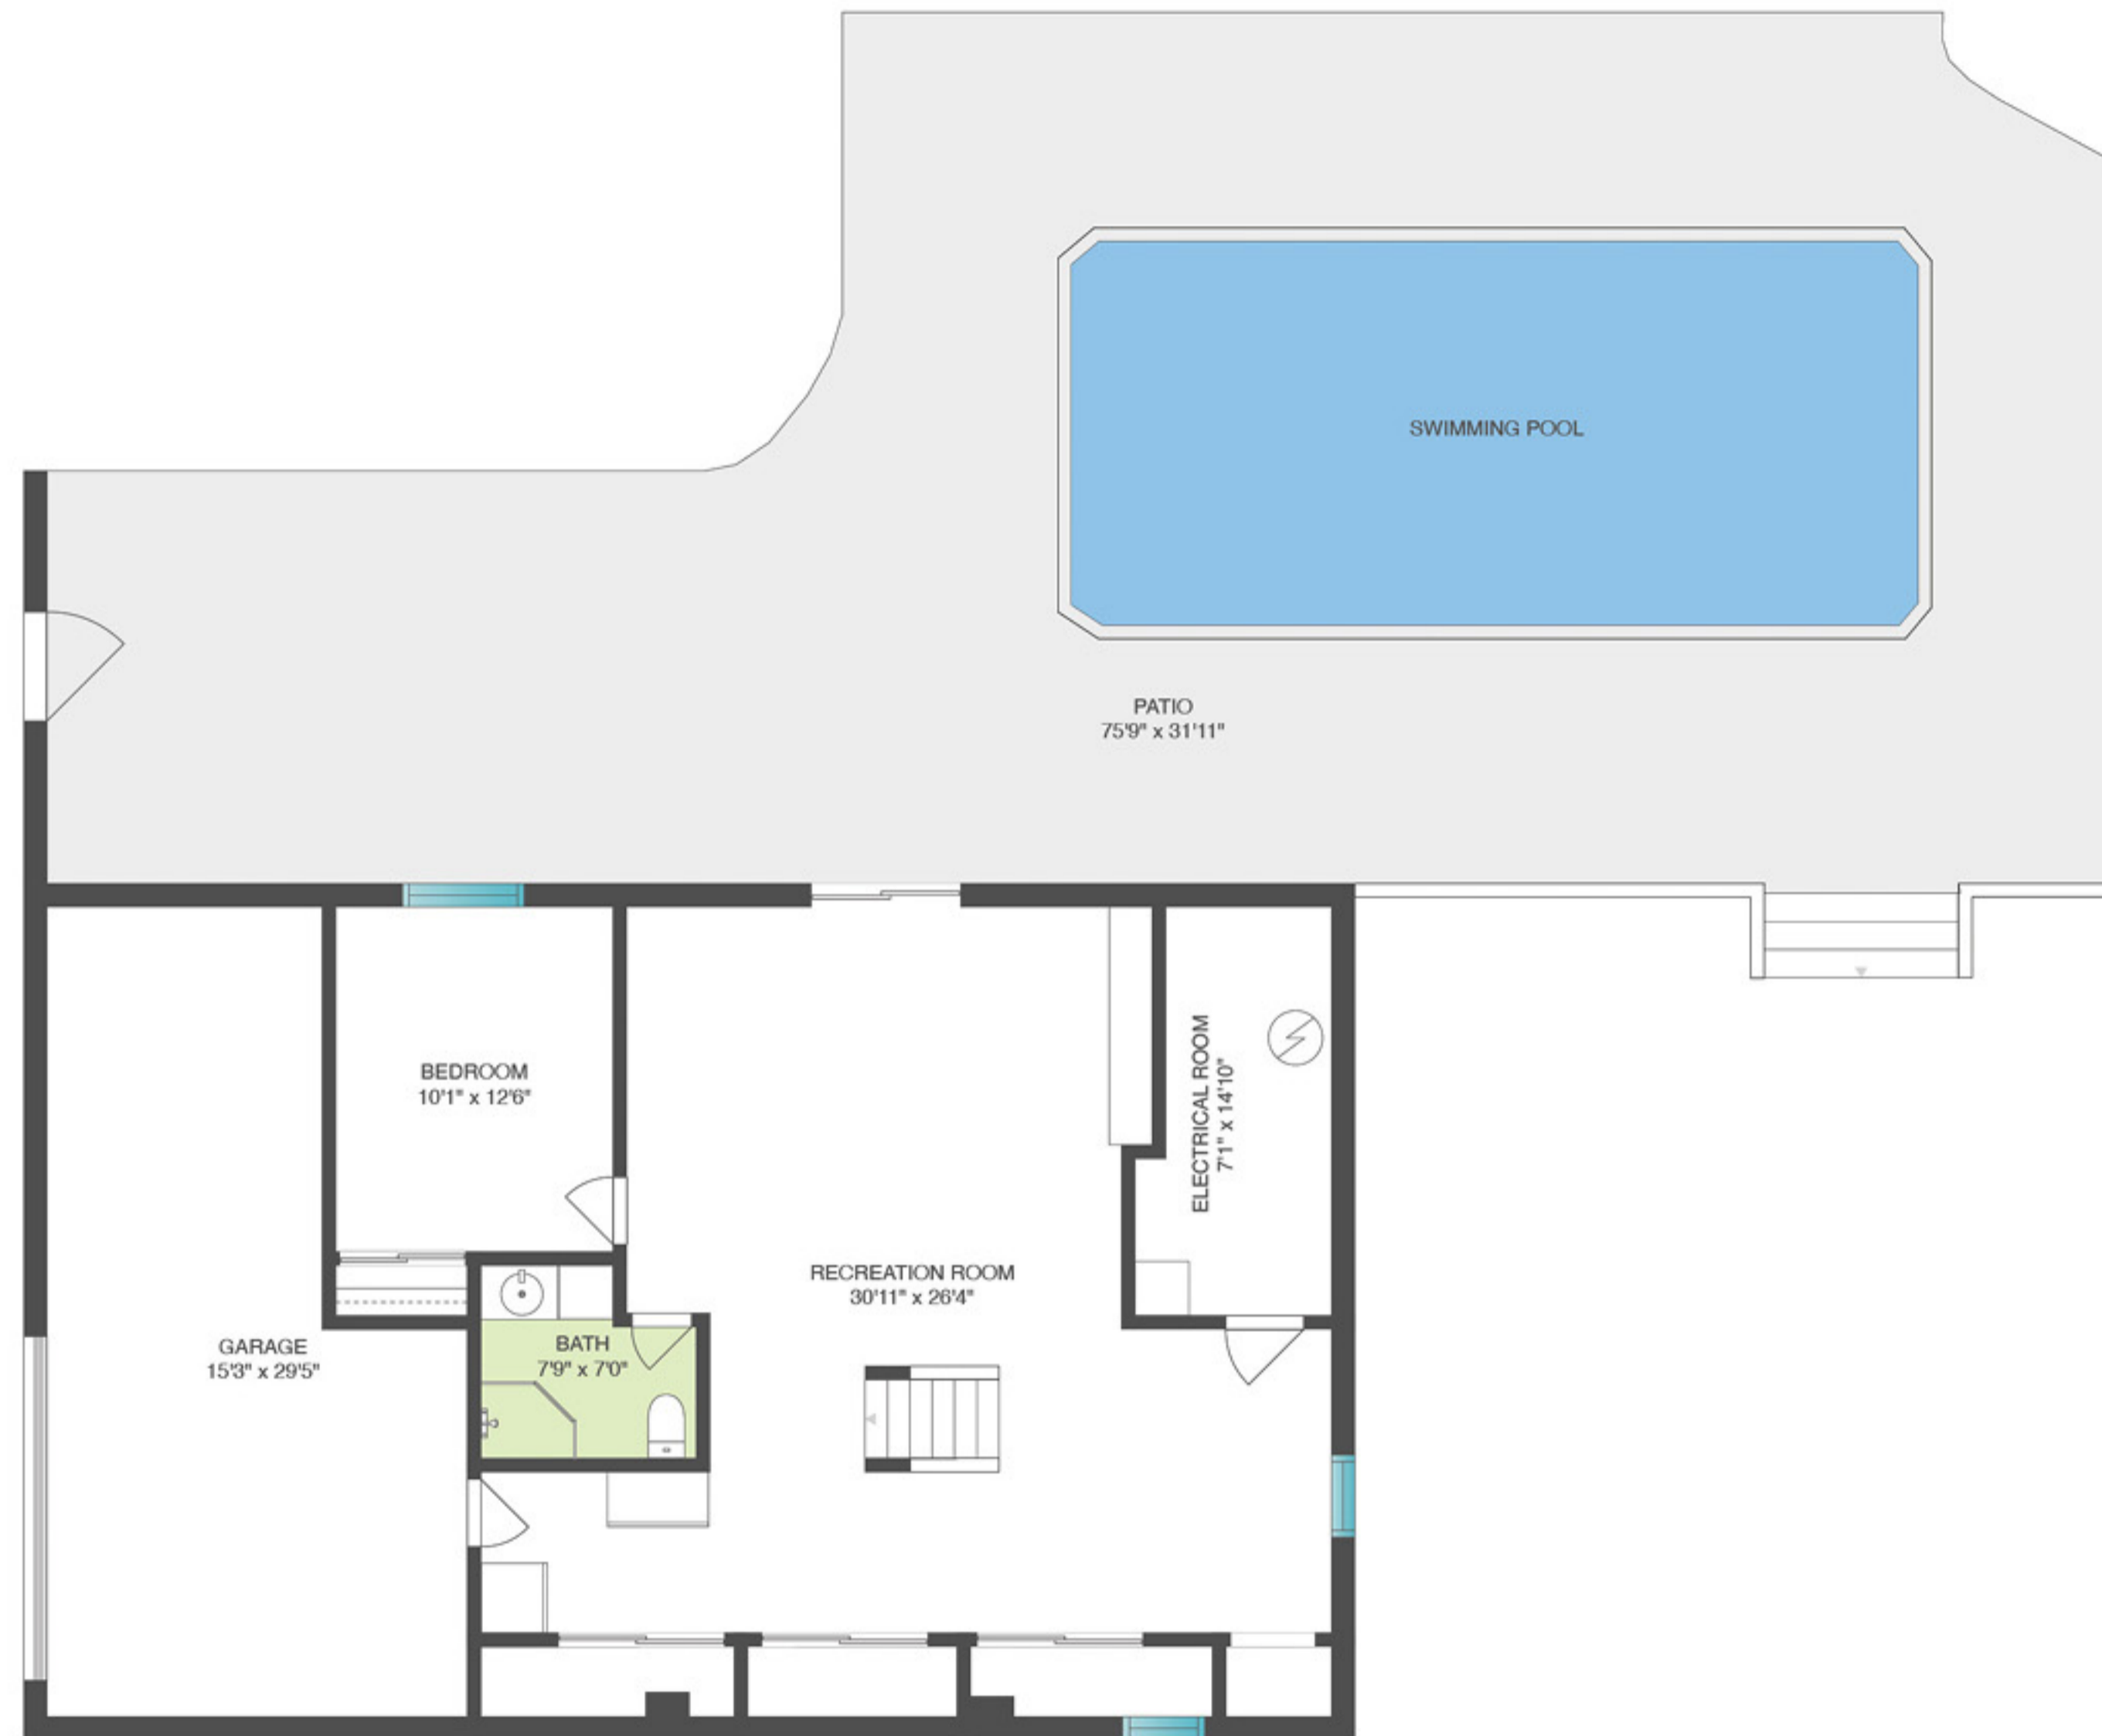 SWIMMING POOL
PATIO
75'9" x 31'11"
BEDROOM
10'1" x 12'6"
ELECTRICAL ROOM
7'1" x 14'10"
RECREATION ROOM
30'11" x 26'4"
GARAGE
15'3" x 29'5"
BATH
7'9" x 7'0"